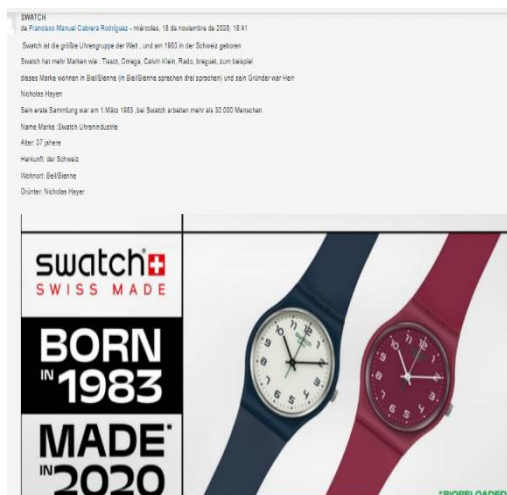 SWATCH
de Francisco Manuel Cabrera Rodríguez - miércoles, 18 de noviembre de 2020, 18:41
Swatch ist die größte Uhrengruppe der Welt , und am 1983 in der Schweiz geboren
Swatch hat mehr Marken wie : Tissot, Omega, Calvin Klein, Rado, breguet, zum beispiel
dieses Marke wohnen in Biel/Bienne (in Biel/Bienne sprechen drei sprachen) und sein Gründer war Herr
Nicholas Hayen
Sein erste Sammlung war am 1.März 1983 ,bei Swatch arbeiten mehr als 30.000 Menschen
Name Marke :Swatch Uhrenindustrie
Alter: 37 jahere
Herkunft: der Schweiz
Wohnort: Beil/Bienne
Grünter: Nicholas Hayer
swatch
SWISS MADE
BORN
IN 1983
MADE*
IN 2020
*BIORELOADED